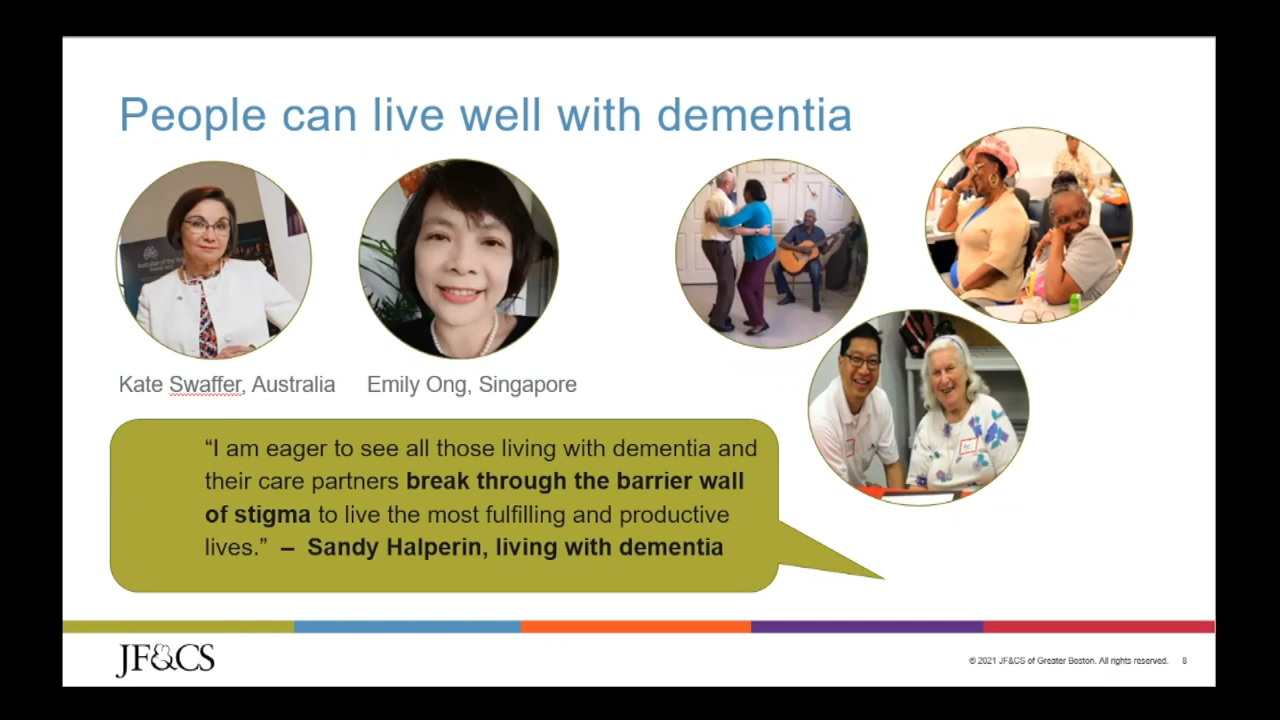 People can live well with dementia
Kate Swaffer, Australia
Emily Ong, Singapore
“I am eager to see all those living with dementia and
their care partners break through the barrier wall
of stigma to live the most fulfilling and productive
lives.” – Sandy Halperin, living with dementia
JF&CS
© 2021 JF&CS of Greater Boston. All rights reserved. 8